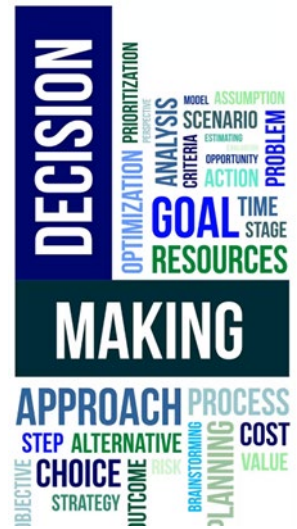 DECISION
OPTIMIZATION
PRIORITIZATION
PERSPECTIVE
ANALYSIS
MODEL
ASSUMPTION
SCENARIO
CRITERIA
ESTIMATING
OPPORTUNITY
PROBLEM
ACTION
GOAL
TIME
STAGE
RESOURCES
MAKING
APPROACH
PROCESS
STEP
ALTERNATIVE
BRAINSTORMING
PLANNING
COST
OBJECTIVE
CHOICE
OUTCOME
RISK
VALUE
STRATEGY